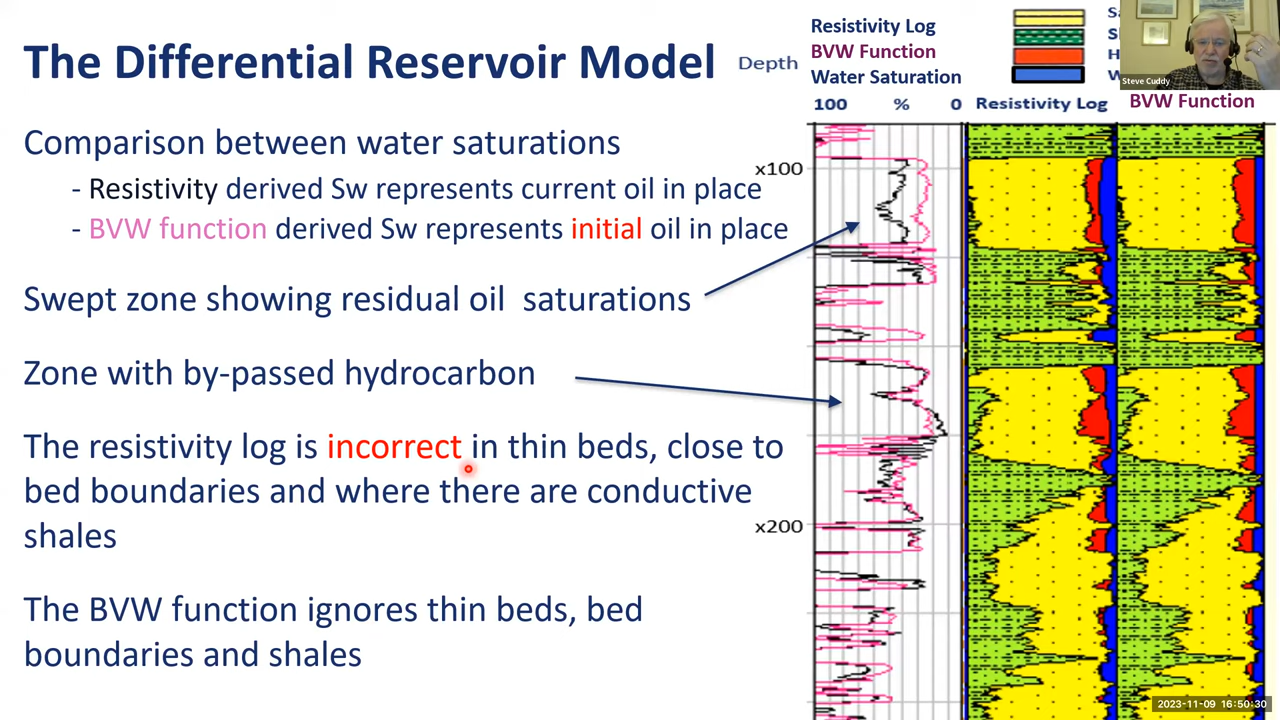 The Differential Reservoir Model
Comparison between water saturations
- Resistivity derived Sw represents current oil in place
- BVW function derived Sw represents initial oil in place
Swept zone showing residual oil saturations
Zone with by-passed hydrocarbon
The resistivity log is incorrect in thin beds, close to
bed boundaries and where there are conductive
shales
The BVW function ignores thin beds, bed
boundaries and shales
Depth
Resistivity Log
BVW Function
Water Saturation
100 % 0
Resistivity Log
BVW Function
x100
x200
Steve Cuddy
2023-11-09 16:50:30